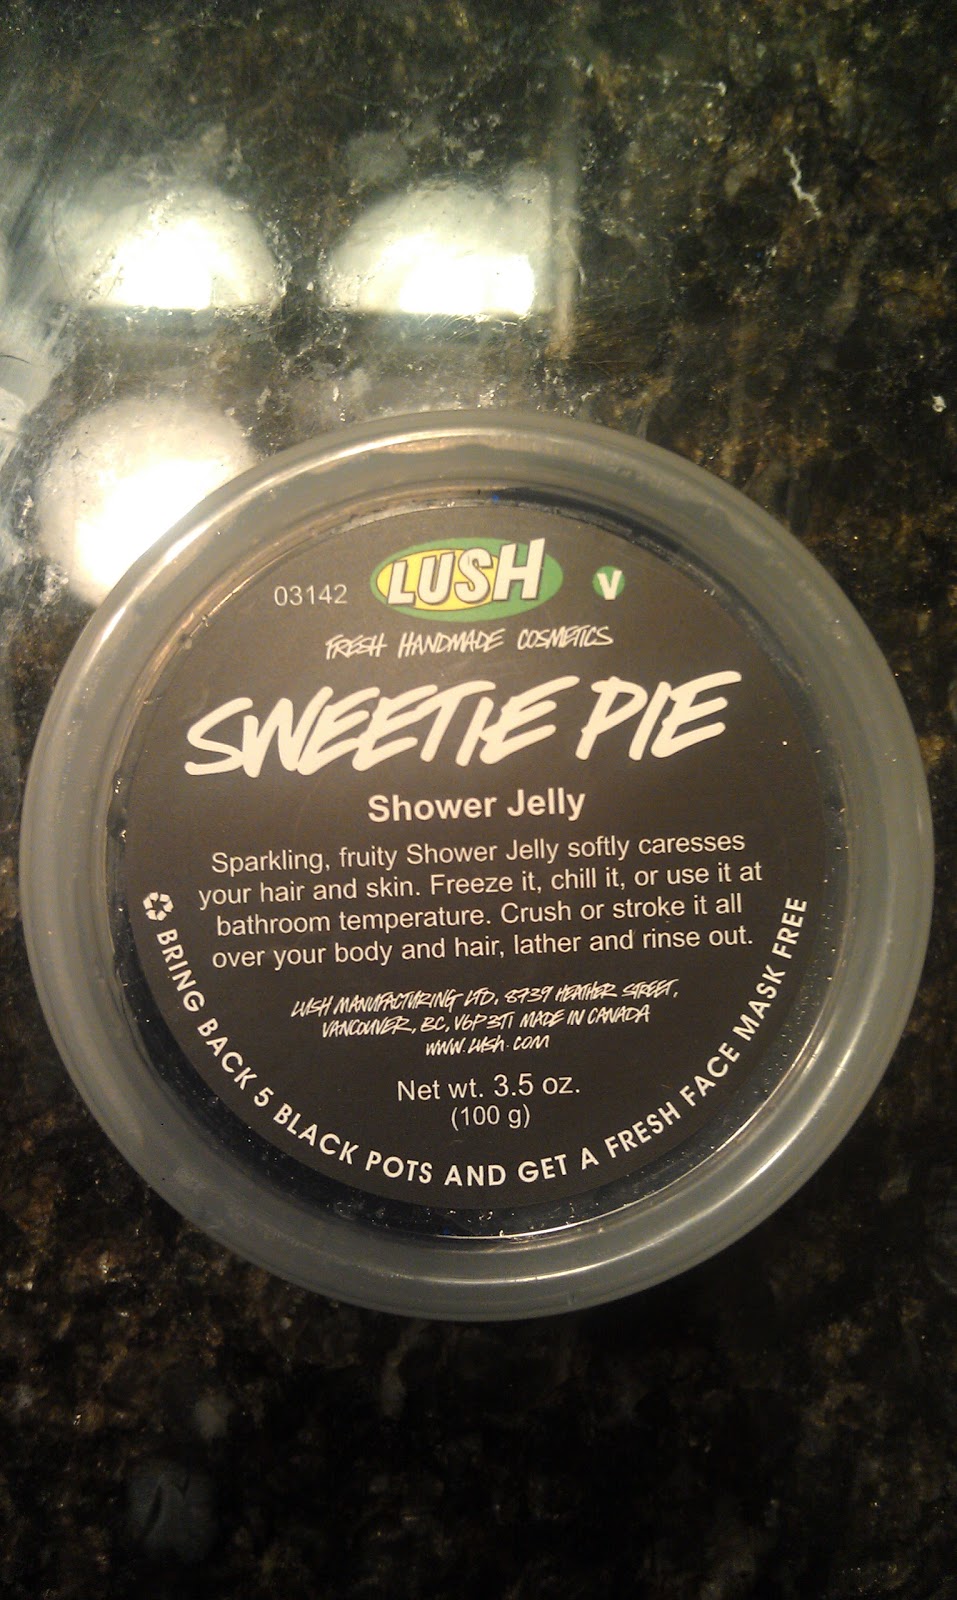 03142 LUSH V
FRESH HANDMADE COSMETICS
SWEETIE PIE
Shower Jelly
Sparkling, fruity Shower Jelly softly caresses
your hair and skin. Freeze it, chill it, or use it at
bathroom temperature. Crush or stroke it all
over your body and hair, lather and rinse out.
LUSH MANUFACTURING LTD, 8739 HEATHER STREET,
VANCOUVER, BC, V6P 3T1 MADE IN CANADA
WWW.LUSH.COM
Net wt. 3.5 oz.
(100 g)
BRING BACK 5 BLACK POTS AND GET A FRESH FACE MASK FREE